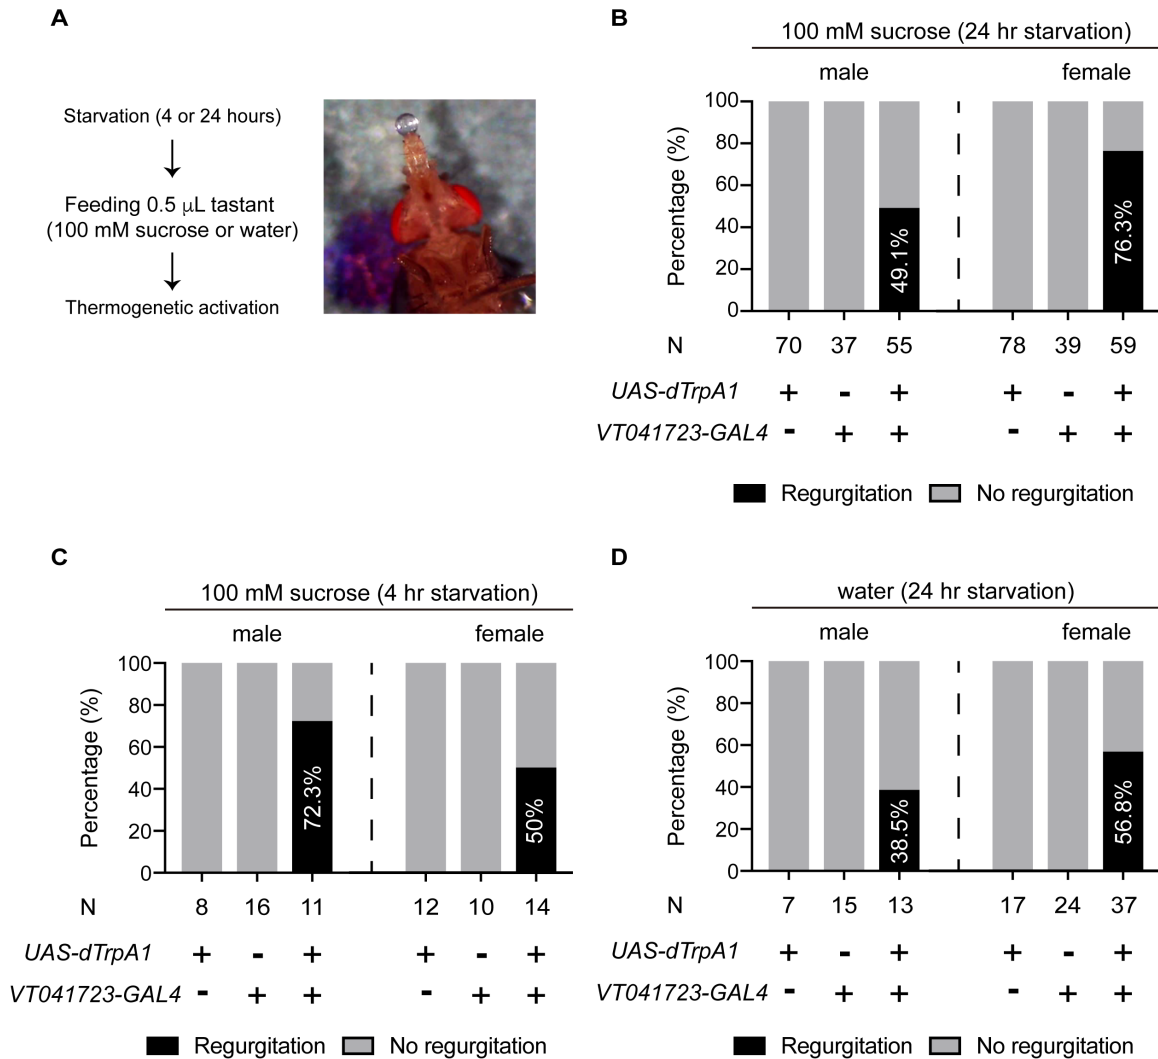 A
Starvation (4 or 24 hours)
Feeding 0.5 μL tastant
(100 mM sucrose or water)
Thermogenetic activation
B
100 mM sucrose (24 hr starvation)
male female
Percentage (%)
100
80
60
40
20
0
49.1%
76.3%
N 70 37 55 78 39 59
UAS-dTrpA1 + - + + - +
VT041723-GAL4 - + + - + +
Regurgitation No regurgitation
C
100 mM sucrose (4 hr starvation)
male female
Percentage (%)
100
80
60
40
20
0
72.3%
50%
N 8 16 11 12 10 14
UAS-dTrpA1 + - + + - +
VT041723-GAL4 - + + - + +
Regurgitation No regurgitation
D
water (24 hr starvation)
male female
Percentage (%)
100
80
60
40
20
0
38.5%
56.8%
N 7 15 13 17 24 37
UAS-dTrpA1 + - + + - +
VT041723-GAL4 - + + - + +
Regurgitation No regurgitation